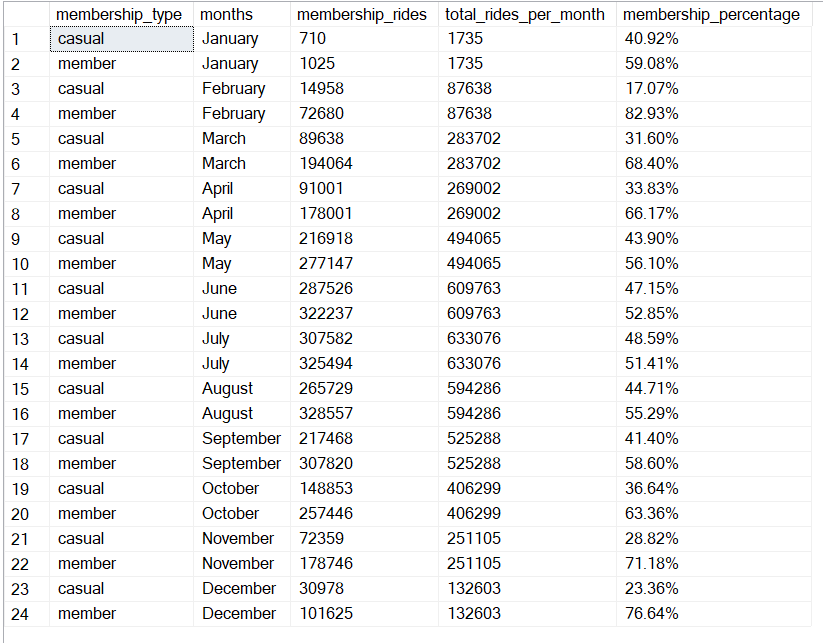 membership_type months membership_rides total_rides_per_month membership_percentage
1 casual January 710 1735 40.92%
2 member January 1025 1735 59.08%
3 casual February 14958 87638 17.07%
4 member February 72680 87638 82.93%
5 casual March 89638 283702 31.60%
6 member March 194064 283702 68.40%
7 casual April 91001 269002 33.83%
8 member April 178001 269002 66.17%
9 casual May 216918 494065 43.90%
10 member May 277147 494065 56.10%
11 casual June 287526 609763 47.15%
12 member June 322237 609763 52.85%
13 casual July 307582 633076 48.59%
14 member July 325494 633076 51.41%
15 casual August 265729 594286 44.71%
16 member August 328557 594286 55.29%
17 casual September 217468 525288 41.40%
18 member September 307820 525288 58.60%
19 casual October 148853 406299 36.64%
20 member October 257446 406299 63.36%
21 casual November 72359 251105 28.82%
22 member November 178746 251105 71.18%
23 casual December 30978 132603 23.36%
24 member December 101625 132603 76.64%